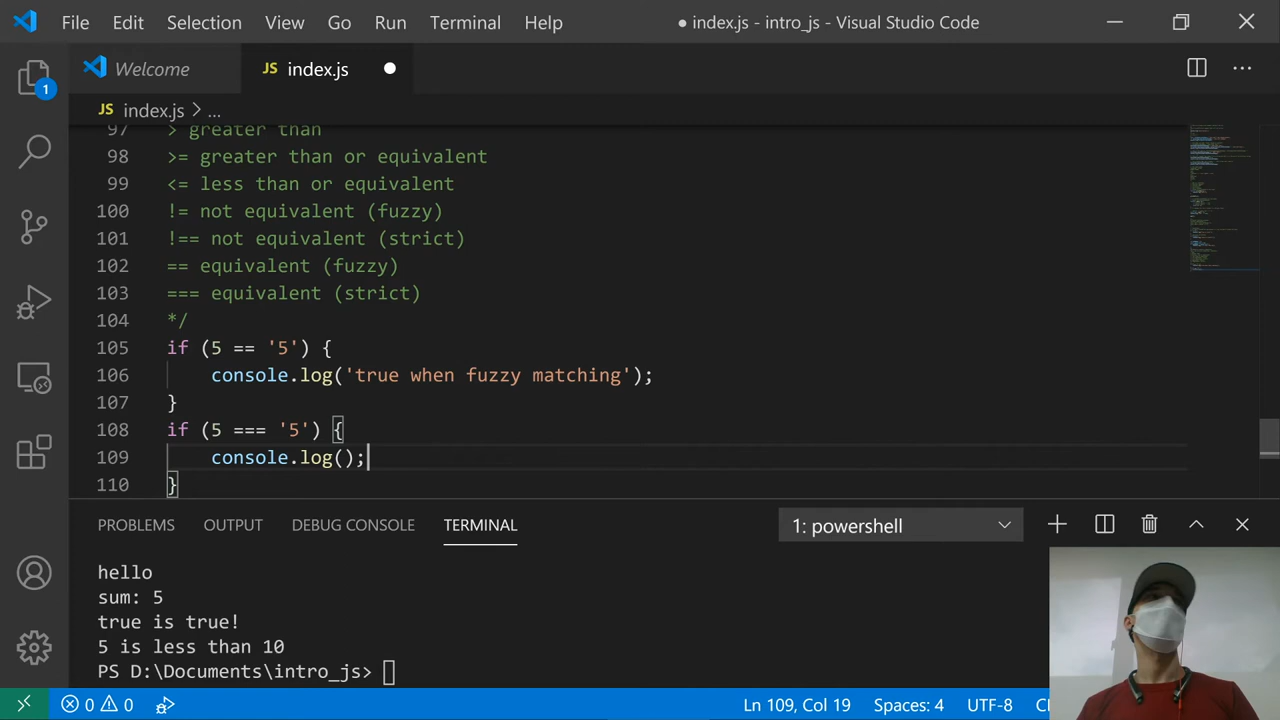 File Edit Selection View Go Run Terminal Help ● index.js - intro_js - Visual Studio Code
Welcome JS index.js
JS index.js > ...
97 > greater than
98 >= greater than or equivalent
99 <= less than or equivalent
100 != not equivalent (fuzzy)
101 !== not equivalent (strict)
102 == equivalent (fuzzy)
103 === equivalent (strict)
104 */
105 if (5 == '5') {
106 console.log('true when fuzzy matching');
107 }
108 if (5 === '5') {
109 console.log();
110 }
1
PROBLEMS OUTPUT DEBUG CONSOLE TERMINAL 1: powershell
hello
sum: 5
true is true!
5 is less than 10
PS D:\Documents\intro_js>
0 0 Ln 109, Col 19 Spaces: 4 UTF-8